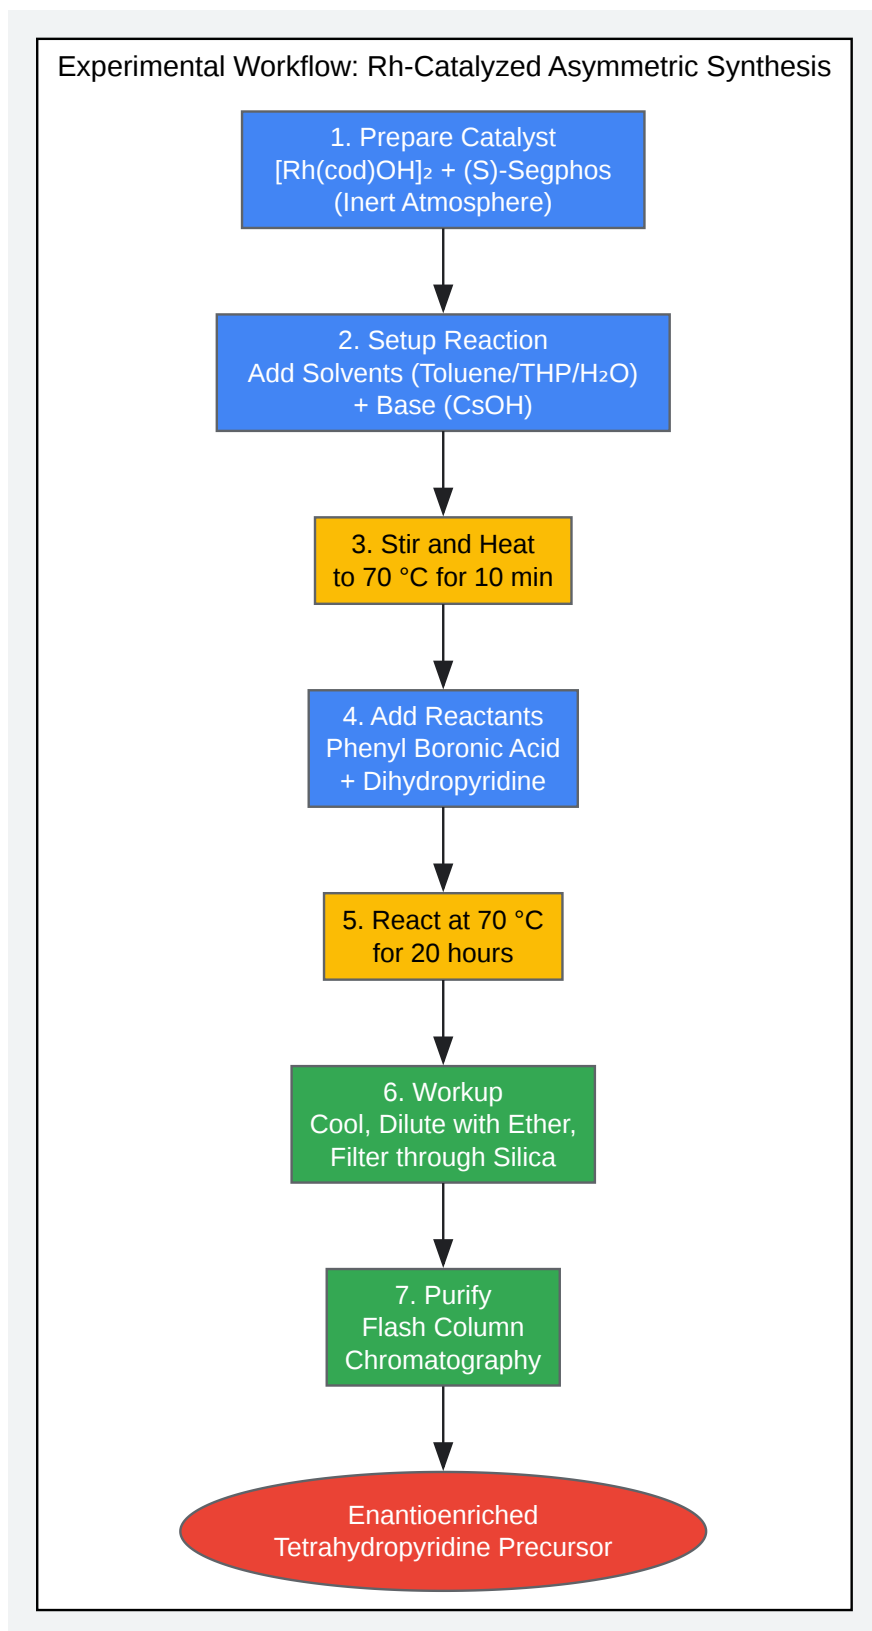 Experimental Workflow: Rh-Catalyzed Asymmetric Synthesis
1. Prepare Catalyst
[Rh(cod)OH]₂ + (S)-Segphos
(Inert Atmosphere)
2. Setup Reaction
Add Solvents (Toluene/THP/H₂O)
+ Base (CsOH)
3. Stir and Heat
to 70 °C for 10 min
4. Add Reactants
Phenyl Boronic Acid
+ Dihydropyridine
5. React at 70 °C
for 20 hours
6. Workup
Cool, Dilute with Ether,
Filter through Silica
7. Purify
Flash Column
Chromatography
Enantioenriched
Tetrahydropyridine Precursor